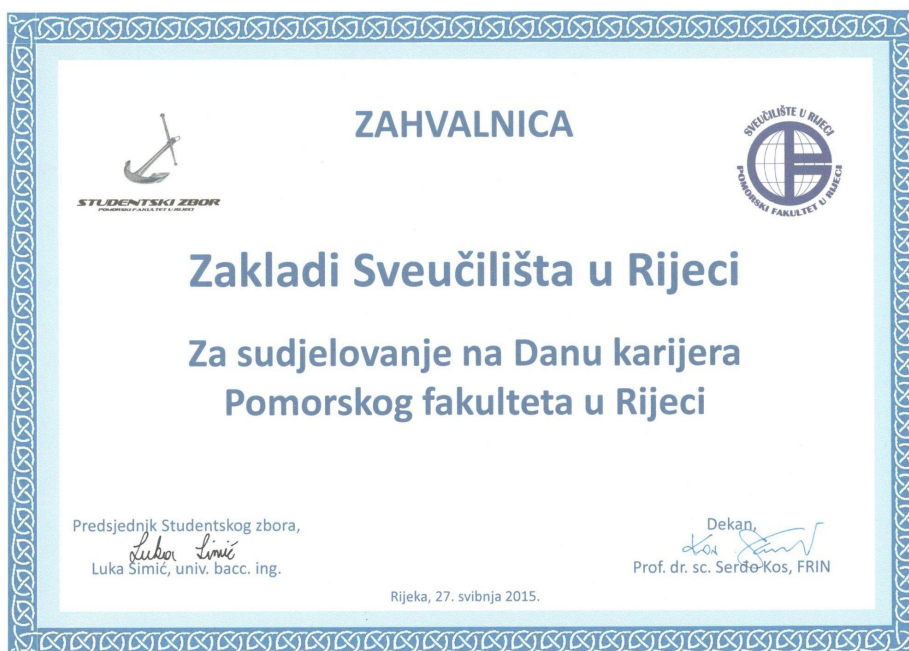 ZAHVALNICA
STUDENTSKI ZBOR
POMORSKI FAKULTET U RIJECI
SVEUČILIŠTE U RIJECI
POMORSKI FAKULTET U RIJECI
Zakladi Sveučilišta u Rijeci
Za sudjelovanje na Danu karijera
Pomorskog fakulteta u Rijeci
Predsjednik Studentskog zbora,
Luka Simić
Luka Simić, univ. bacc. ing.
Dekan,
Prof. dr. sc. Serđo Kos, FRIN
Rijeka, 27. svibnja 2015.